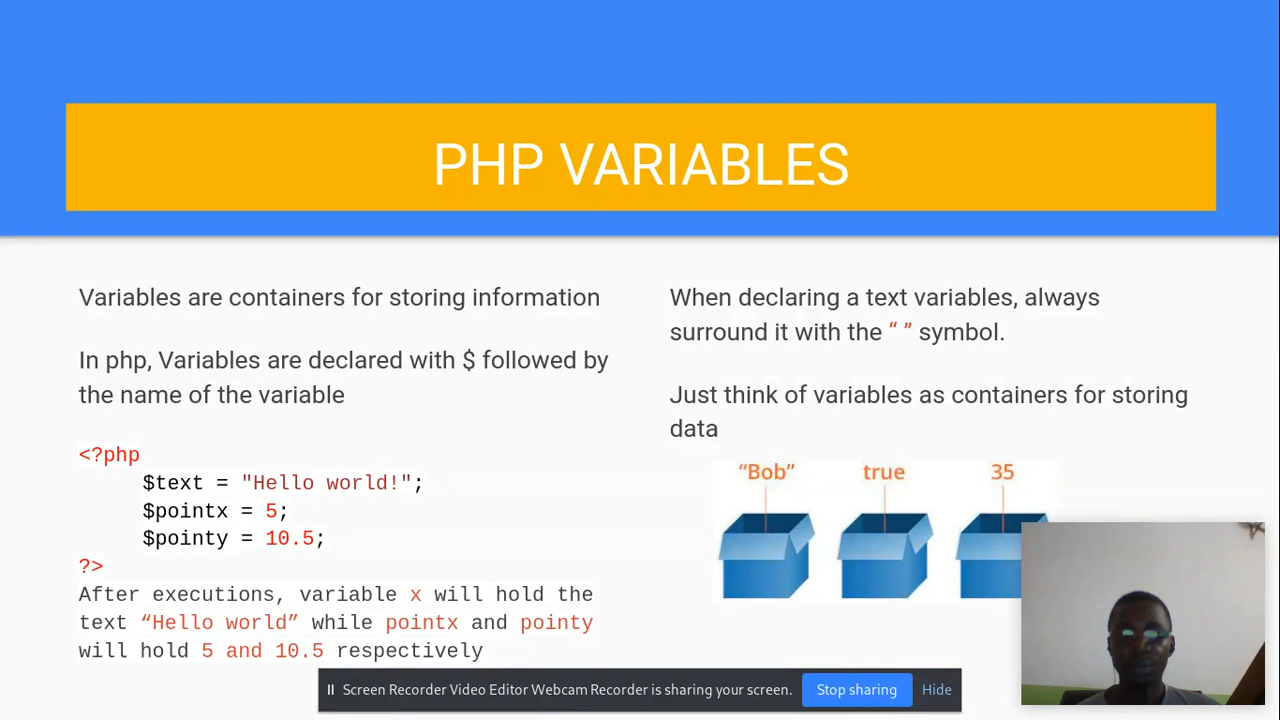 PHP VARIABLES
Variables are containers for storing information
In php, Variables are declared with $ followed by
the name of the variable
<?php
$text = "Hello world!";
$pointx = 5;
$pointy = 10.5;
?>
After executions, variable x will hold the
text “Hello world” while pointx and pointy
will hold 5 and 10.5 respectively
When declaring a text variables, always
surround it with the “ ” symbol.
Just think of variables as containers for storing
data
“Bob” true 35
Screen Recorder Video Editor Webcam Recorder is sharing your screen. Stop sharing Hide